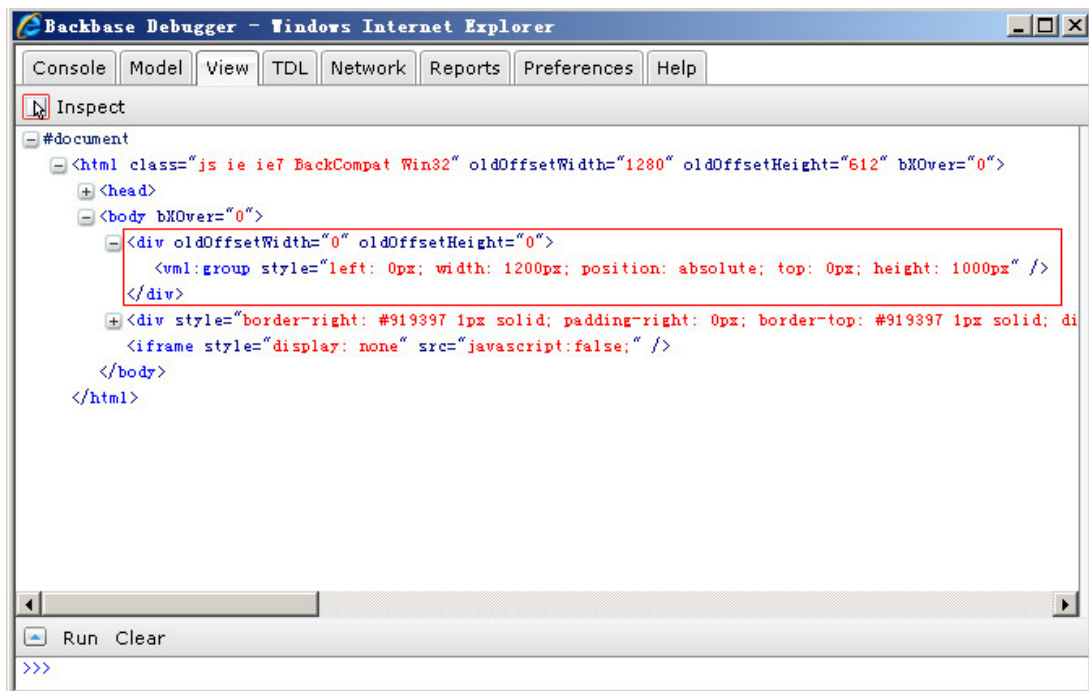 Backbase Debugger - Windows Internet Explorer
Console Model View TDL Network Reports Preferences Help
Inspect
#document
<html class="js ie ie7 BackCompat Win32" oldOffsetWidth="1280" oldOffsetHeight="612" bXOver="0">
<head>
<body bXOver="0">
<div oldOffsetWidth="0" oldOffsetHeight="0">
<vml:group style="left: 0px; width: 1200px; position: absolute; top: 0px; height: 1000px" />
</div>
<div style="border-right: #919397 1px solid; padding-right: 0px; border-top: #919397 1px solid; di
<iframe style="display: none" src="javascript:false;" />
</body>
</html>
Run Clear
>>>